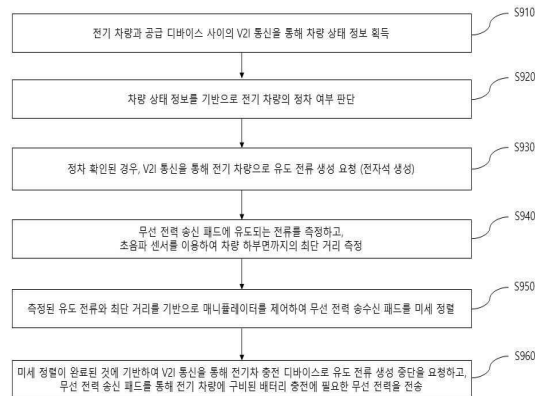 S910
전기 차량과 공급 디바이스 사이의 V2I 통신을 통해 차량 상태 정보 획득
S920
차량 상태 정보를 기반으로 전기 차량의 정차 여부 판단
S930
정차 확인된 경우, V2I 통신을 통해 전기 차량으로 유도 전류 생성 요청 (전자석 생성)
S940
무선 전력 송신 패드에 유도되는 전류를 측정하고,
초음파 센서를 이용하여 차량 하부면까지의 최단 거리 측정
S950
측정된 유도 전류와 최단 거리를 기반으로 매니퓰레이터를 제어하여 무선 전력 송수신 패드를 미세 정렬
S960
미세 정렬이 완료된 것에 기반하여 V2I 통신을 통해 전기차 충전 디바이스로 유도 전류 생성 중단을 요청하고,
무선 전력 송신 패드를 통해 전기 차량에 구비된 배터리 충전에 필요한 무선 전력을 전송